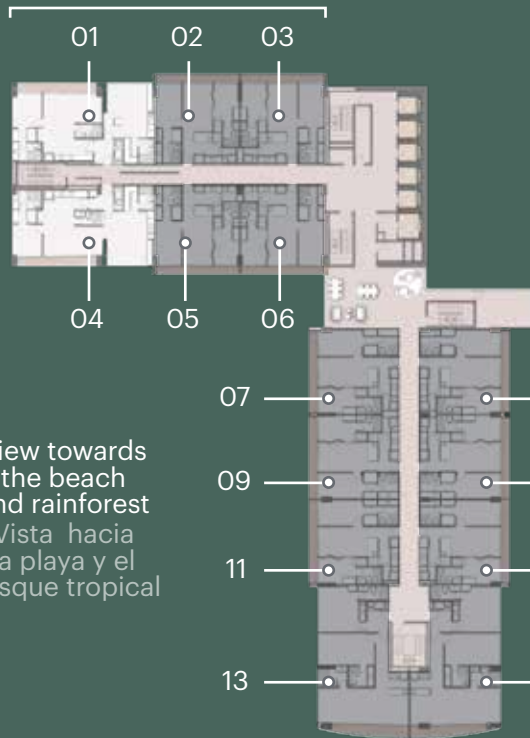 01 02 03
04 05 06
07
iew towards
the beach
nd rainforest
Vista hacia
a playa y el
sque tropical
09
11
13